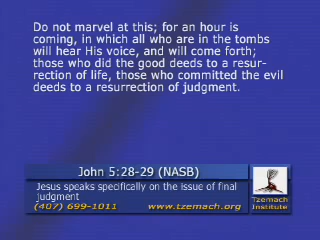 Do not marvel at this; for an hour is
coming, in which all who are in the tombs
will hear His voice, and will come forth;
those who did the good deeds to a resur-
rection of life, those who committed the evil
deeds to a resurrection of judgment.
John 5:28-29 (NASB)
Jesus speaks specifically on the issue of final
judgment
(407) 699-1011 www.tzemach.org
Tzemach
Institute